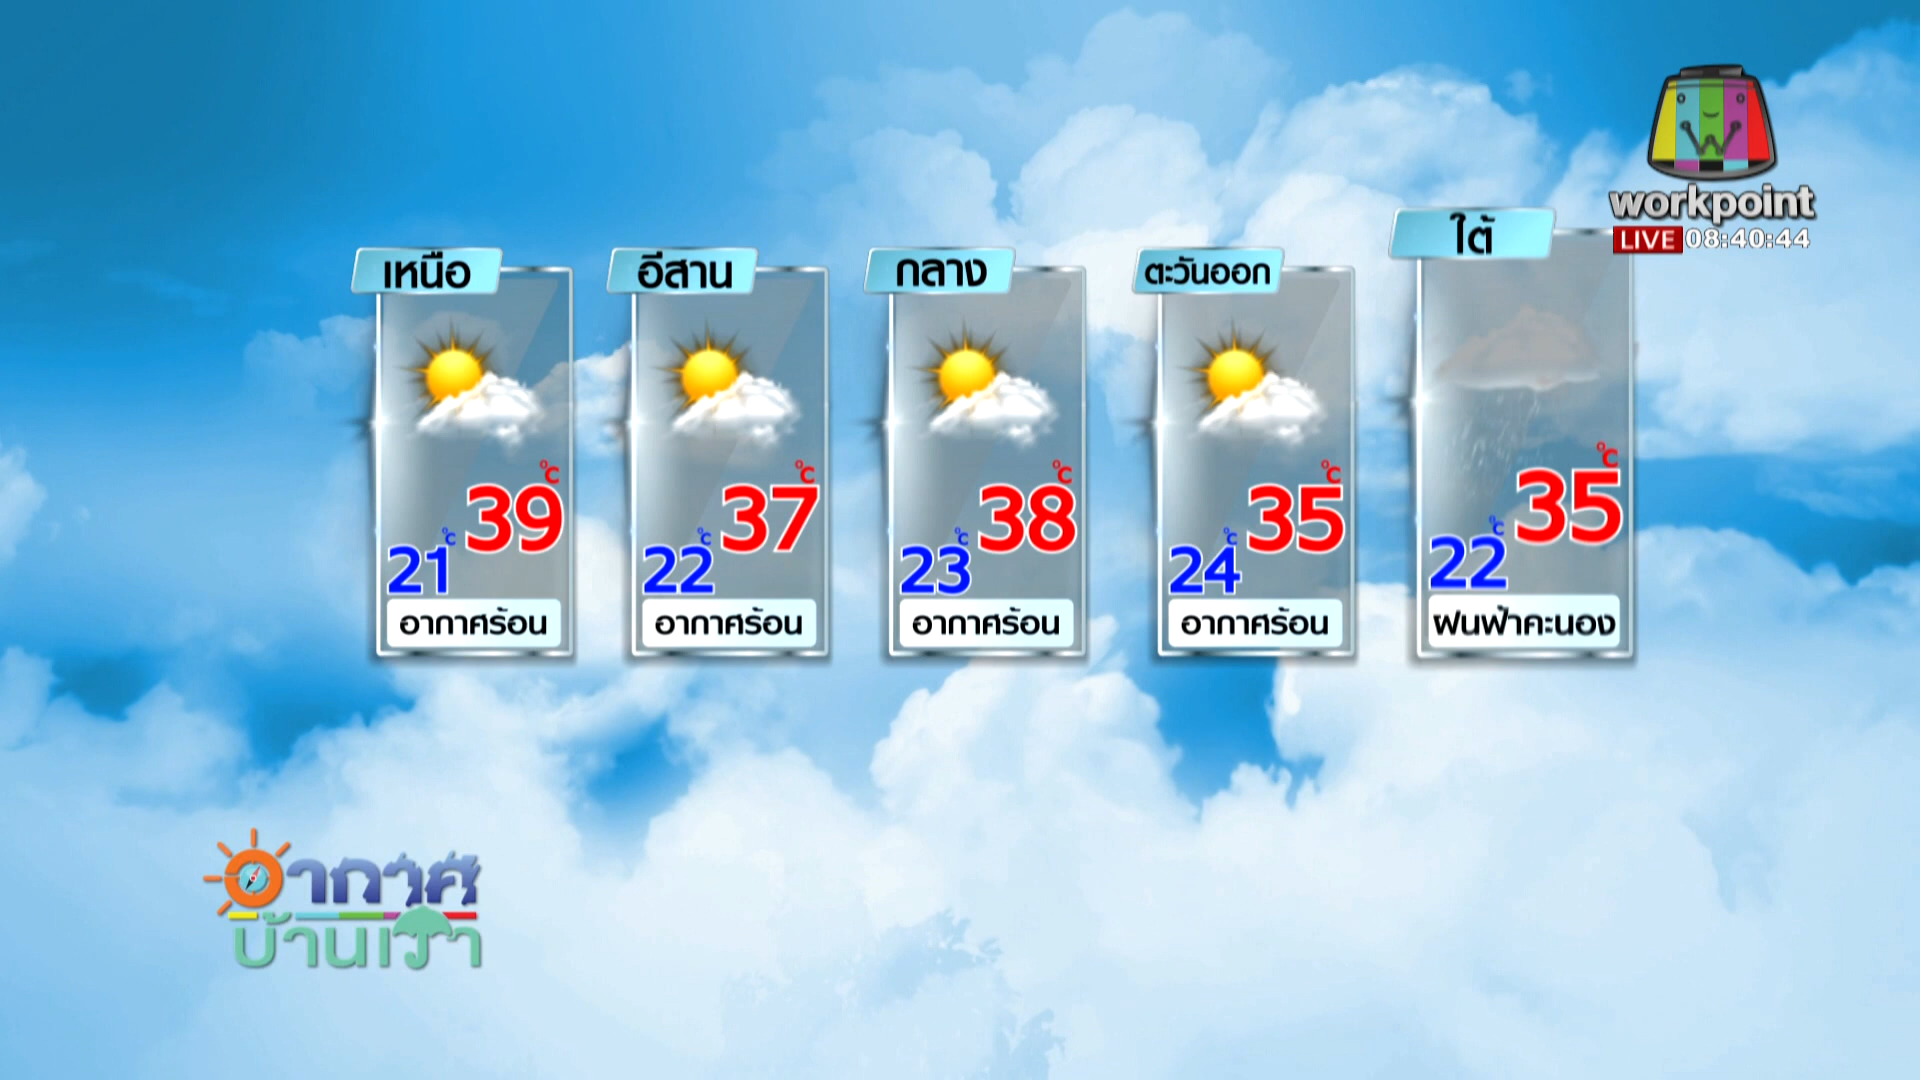 workpoint
LIVE 08:40:44
เหนือ
39°C
21°C
อากาศร้อน
อีสาน
37°C
22°C
อากาศร้อน
กลาง
38°C
23°C
อากาศร้อน
ตะวันออก
35°C
24°C
อากาศร้อน
ใต้
35°C
22°C
ฝนฟ้าคะนอง
อากาศ
บ้านเรา